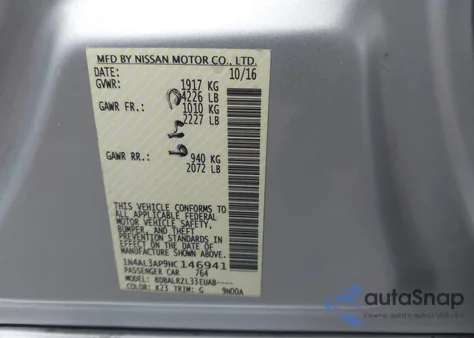 MFD BY NISSAN MOTOR CO., LTD.
DATE: 10/16
GVWR: 1917 KG
4226 LB
GAWR FR.: 1010 KG
2227 LB
GAWR RR.: 940 KG
2072 LB
THIS VEHICLE CONFORMS TO
ALL APPLICABLE FEDERAL
MOTOR VEHICLE SAFETY,
BUMPER, AND THEFT
PREVENTION STANDARDS
IN EFFECT ON THE DATE OF
MANUFACTURE SHOWN ABOVE.
1N4AL3AP9HC146941
PASSENGER CAR 764
MODEL: BDBALRZL33EUAB----
COLOR: K23 TRIM: G 9N00A
autoSnap